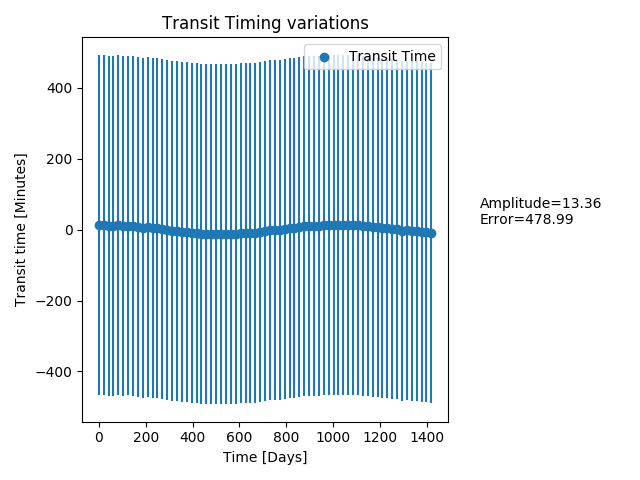 Transit Timing variations
Transit Time
Transit time [Minutes]
400
200
0
−200
−400
0
200
400
600
800
1000
1200
1400
Time [Days]
Amplitude=13.36
Error=478.99